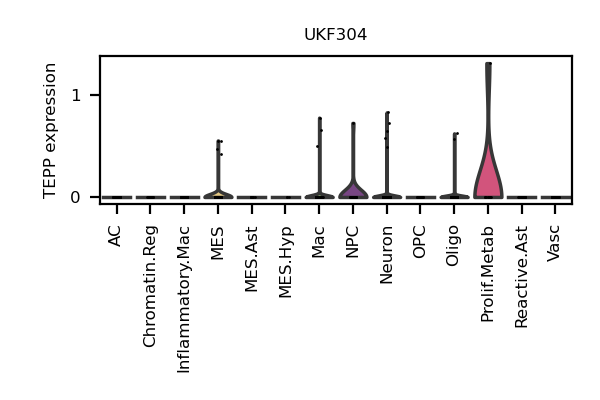 UKF304
TEPP expression
1
0
AC
Chromatin.Reg
Inflammatory.Mac
MES
MES.Ast
MES.Hyp
Mac
NPC
Neuron
OPC
Oligo
Prolif.Metab
Reactive.Ast
Vasc